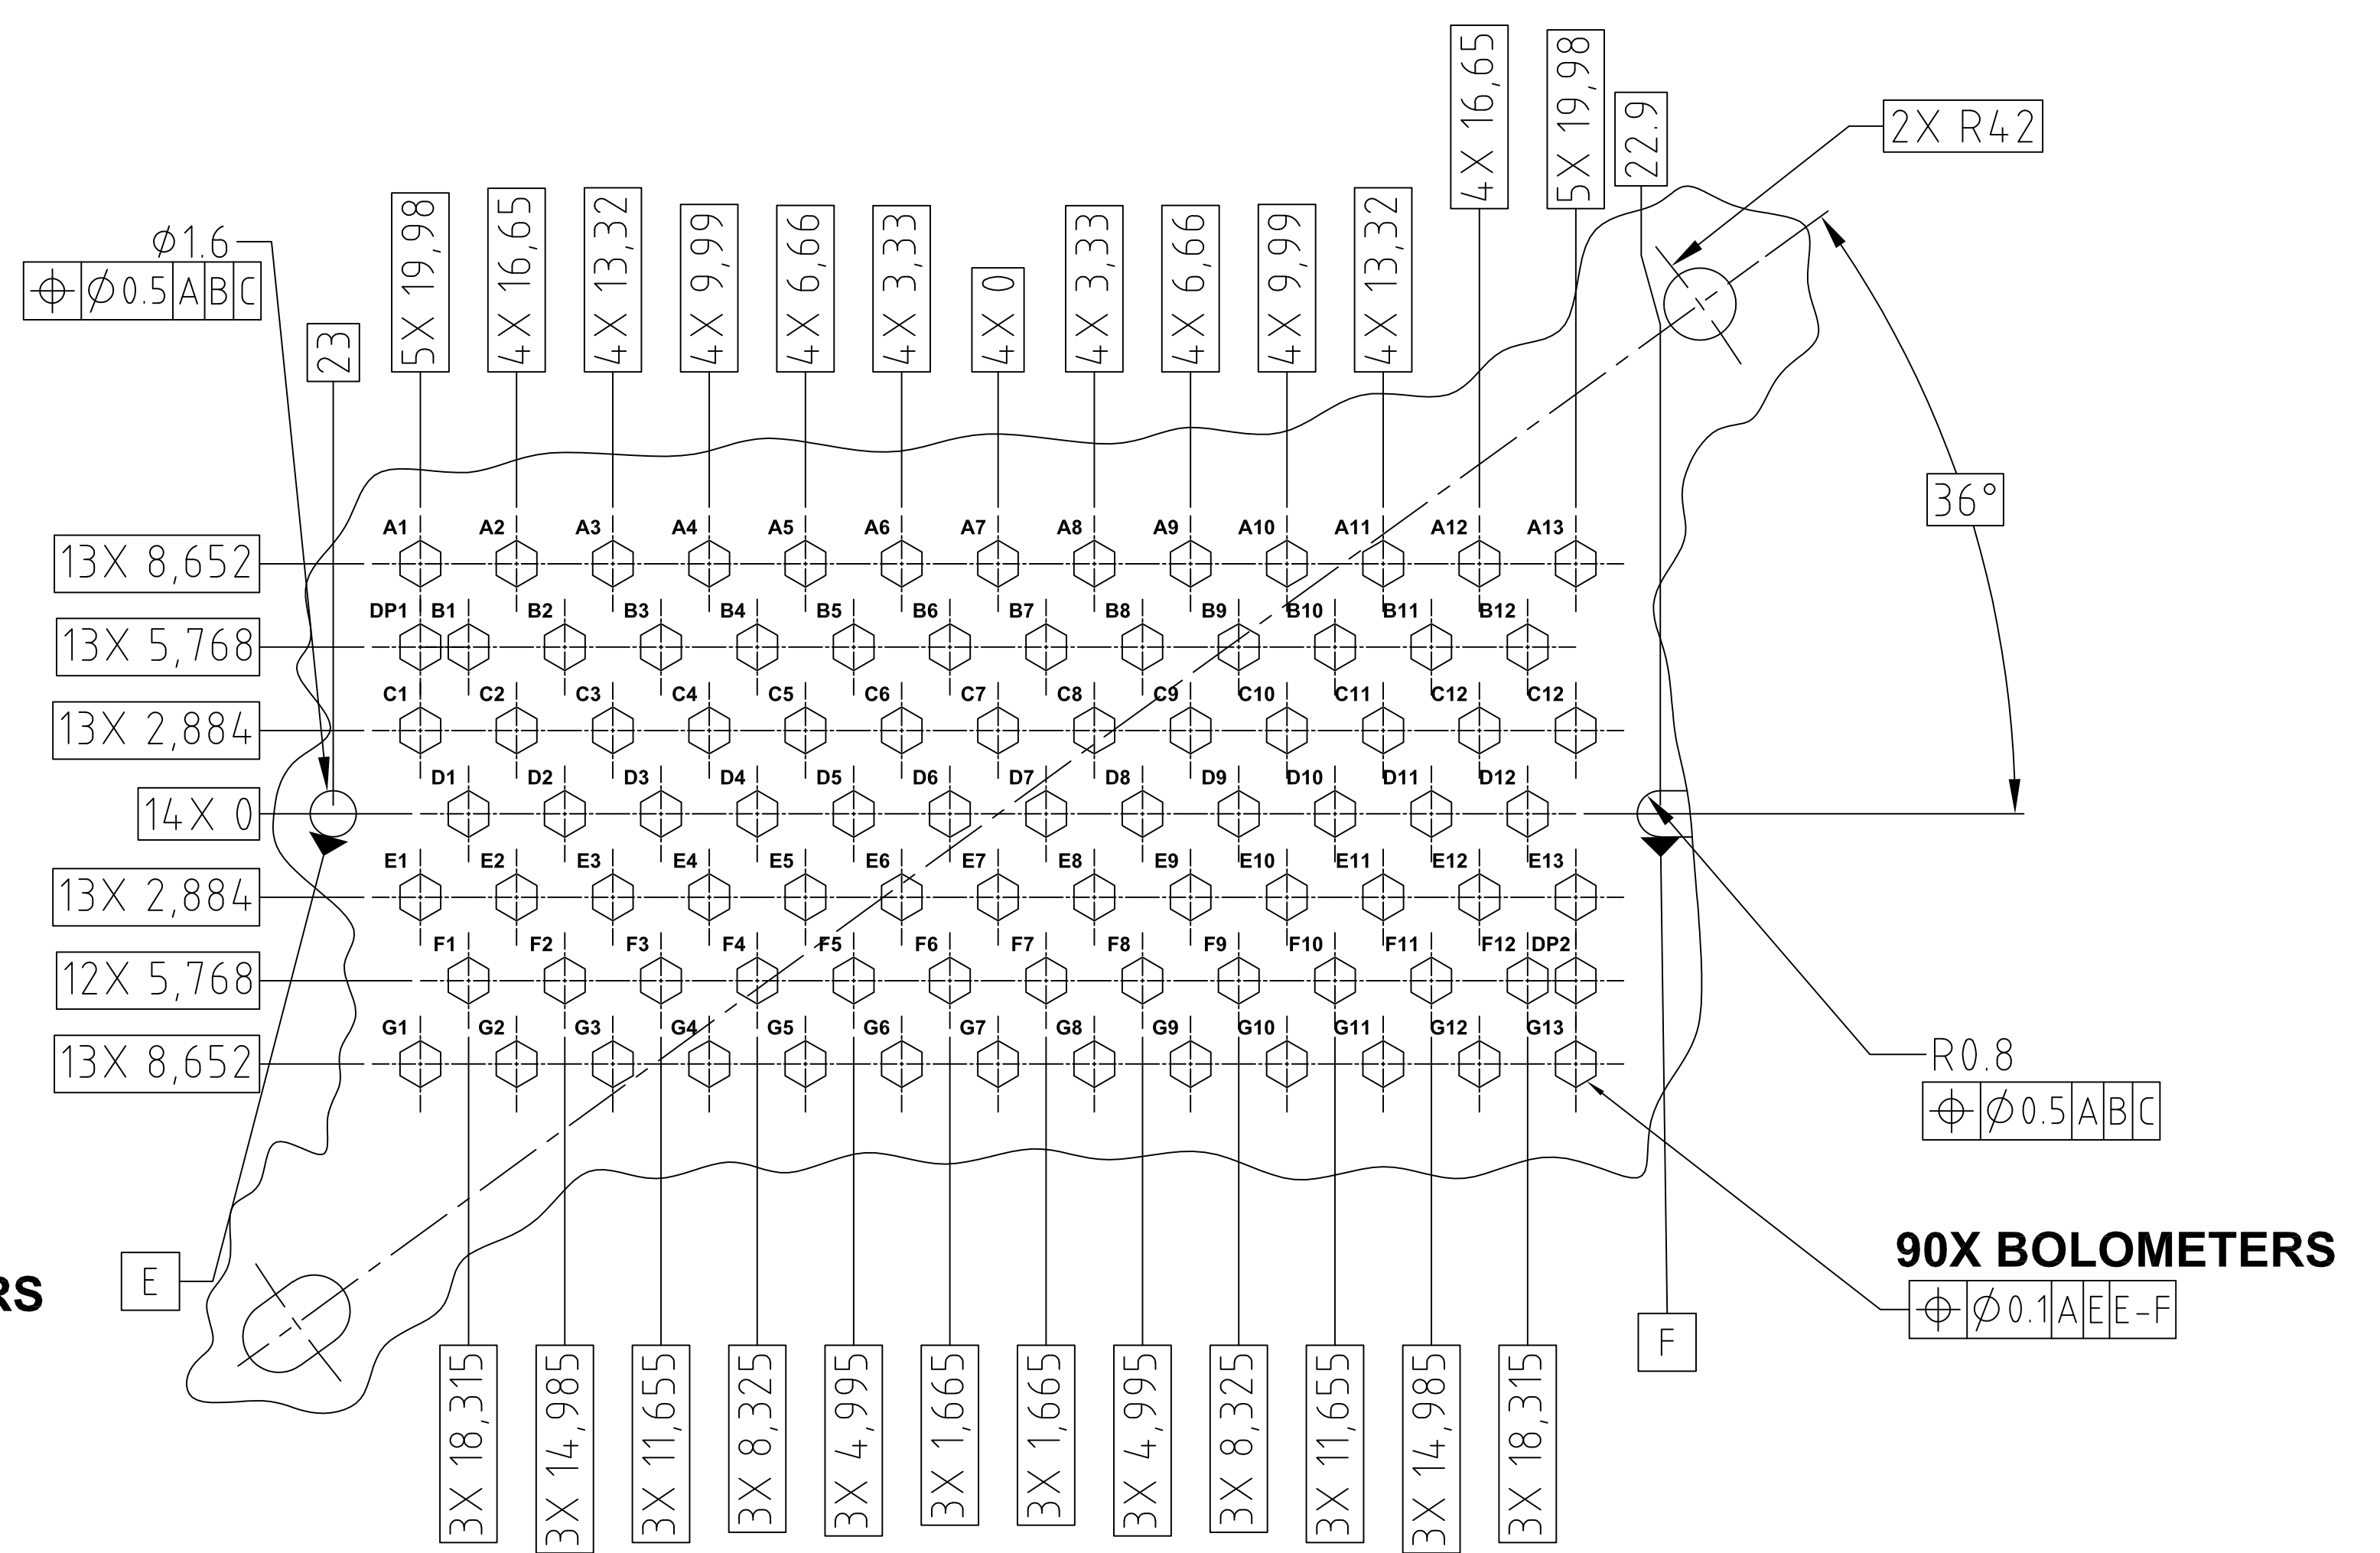 4X 16,65
5X 19,98
22.9
2X R42
⌀1.6
⌖ ⌀0.5 A B C
23
5X 19,98
4X 16,65
4X 13,32
4X 9,99
4X 6,66
4X 3,33
4X 0
4X 3,33
4X 6,66
4X 9,99
4X 13,32
36°
A1 A2 A3 A4 A5 A6 A7 A8 A9 A10 A11 A12 A13
13X 8,652
DP1 B1 B2 B3 B4 B5 B6 B7 B8 B9 B10 B11 B12
13X 5,768
C1 C2 C3 C4 C5 C6 C7 C8 C9 C10 C11 C12 C12
13X 2,884
D1 D2 D3 D4 D5 D6 D7 D8 D9 D10 D11 D12
14X 0
E1 E2 E3 E4 E5 E6 E7 E8 E9 E10 E11 E12 E13
13X 2,884
F1 F2 F3 F4 F5 F6 F7 F8 F9 F10 F11 F12 DP2
12X 5,768
G1 G2 G3 G4 G5 G6 G7 G8 G9 G10 G11 G12 G13
13X 8,652
R0.8
⌖ ⌀0.5 A B C
90X BOLOMETERS
⌖ ⌀0.1 A E E-F
RS
E
F
3X 18,315
3X 14,985
3X 11,655
3X 8,325
3X 4,995
3X 1,665
3X 1,665
3X 4,995
3X 8,325
3X 11,655
3X 14,985
3X 18,315